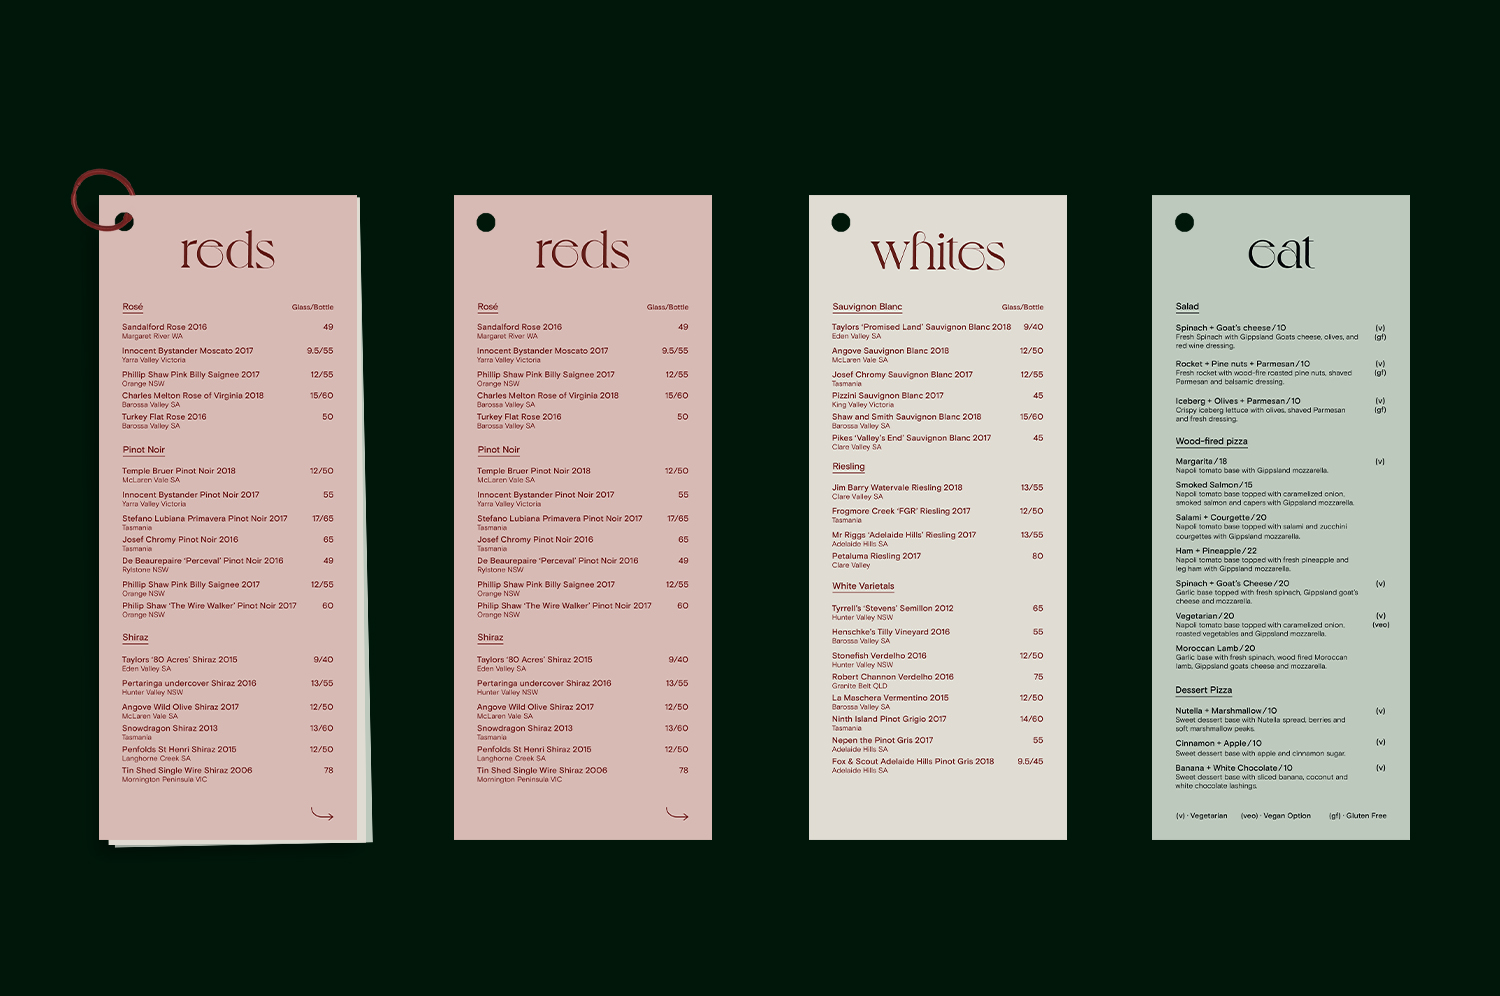 reds
Rosé Glass/Bottle
Sandalford Rose 2016 49
Margaret River WA
Innocent Bystander Moscato 2017 9.5/55
Yarra Valley Victoria
Phillip Shaw Pink Billy Saignee 2017 12/55
Orange NSW
Charles Melton Rose of Virginia 2018 15/60
Barossa Valley SA
Turkey Flat Rose 2016 50
Barossa Valley SA
Pinot Noir
Temple Bruer Pinot Noir 2018 12/50
McLaren Vale SA
Innocent Bystander Pinot Noir 2017 55
Yarra Valley Victoria
Stefano Lubiana Primavera Pinot Noir 2017 17/65
Tasmania
Josef Chromy Pinot Noir 2016 65
Tasmania
De Beaurepaire ‘Perceval’ Pinot Noir 2016 49
Rylstone NSW
Phillip Shaw Pink Billy Saignee 2017 12/55
Orange NSW
Philip Shaw ‘The Wire Walker’ Pinot Noir 2017 60
Orange NSW
Shiraz
Taylors ‘80 Acres’ Shiraz 2015 9/40
Eden Valley SA
Pertaringa undercover Shiraz 2016 13/55
Hunter Valley NSW
Angove Wild Olive Shiraz 2017 12/50
McLaren Vale SA
Snowdragon Shiraz 2013 13/60
Tasmania
Penfolds St Henri Shiraz 2015 12/50
Langhorne Creek SA
Tin Shed Single Wire Shiraz 2006 78
Mornington Peninsula VIC
reds
Rosé Glass/Bottle
Sandalford Rose 2016 49
Margaret River WA
Innocent Bystander Moscato 2017 9.5/55
Yarra Valley Victoria
Phillip Shaw Pink Billy Saignee 2017 12/55
Orange NSW
Charles Melton Rose of Virginia 2018 15/60
Barossa Valley SA
Turkey Flat Rose 2016 50
Barossa Valley SA
Pinot Noir
Temple Bruer Pinot Noir 2018 12/50
McLaren Vale SA
Innocent Bystander Pinot Noir 2017 55
Yarra Valley Victoria
Stefano Lubiana Primavera Pinot Noir 2017 17/65
Tasmania
Josef Chromy Pinot Noir 2016 65
Tasmania
De Beaurepaire ‘Perceval’ Pinot Noir 2016 49
Rylstone NSW
Phillip Shaw Pink Billy Saignee 2017 12/55
Orange NSW
Philip Shaw ‘The Wire Walker’ Pinot Noir 2017 60
Orange NSW
Shiraz
Taylors ‘80 Acres’ Shiraz 2015 9/40
Eden Valley SA
Pertaringa undercover Shiraz 2016 13/55
Hunter Valley NSW
Angove Wild Olive Shiraz 2017 12/50
McLaren Vale SA
Snowdragon Shiraz 2013 13/60
Tasmania
Penfolds St Henri Shiraz 2015 12/50
Langhorne Creek SA
Tin Shed Single Wire Shiraz 2006 78
Mornington Peninsula VIC
whites
Sauvignon Blanc Glass/Bottle
Taylors ‘Promised Land’ Sauvignon Blanc 2018 9/40
Eden Valley SA
Angove Sauvignon Blanc 2018 12/50
McLaren Vale SA
Josef Chromy Sauvignon Blanc 2017 12/55
Tasmania
Pizzini Sauvignon Blanc 2017 45
King Valley Victoria
Shaw and Smith Sauvignon Blanc 2018 15/60
Barossa Valley SA
Pikes ‘Valley’s End’ Sauvignon Blanc 2017 45
Clare Valley SA
Riesling
Jim Barry Watervale Riesling 2018 13/55
Clare Valley SA
Frogmore Creek ‘FGR’ Riesling 2017 12/50
Tasmania
Mr Riggs ‘Adelaide Hills’ Riesling 2017 13/55
Adelaide Hills SA
Petaluma Riesling 2017 80
Clare Valley
White Varietals
Tyrrell’s ‘Stevens’ Semillon 2012 65
Hunter Valley NSW
Henschke’s Tilly Vineyard 2016 55
Barossa Valley SA
Stonefish Verdelho 2016 12/50
Hunter Valley NSW
Robert Channon Verdelho 2016 75
Granite Belt QLD
La Maschera Vermentino 2015 12/50
Barossa Valley SA
Ninth Island Pinot Grigio 2017 14/60
Tasmania
Nepen the Pinot Gris 2017 55
Adelaide Hills SA
Fox & Scout Adelaide Hills Pinot Gris 2018 9.5/45
Adelaide Hills SA
eat
Salad
Spinach + Goat’s cheese/10 (v)
Fresh Spinach with Gippsland Goats cheese, olives, and (gf)
red wine dressing.
Rocket + Pine nuts + Parmesan/10 (v)
Fresh rocket with wood-fire roasted pine nuts, shaved (gf)
Parmesan and balsamic dressing.
Iceberg + Olives + Parmesan/10 (v)
Crispy iceberg lettuce with olives, shaved Parmesan (gf)
and fresh dressing.
Wood-fired pizza
Margarita/18 (v)
Napoli tomato base with Gippsland mozzarella.
Smoked Salmon/15
Napoli tomato base topped with caramelized onion,
smoked salmon and capers with Gippsland mozzarella.
Salami + Courgette/20
Napoli tomato base topped with salami and zucchini
courgettes with Gippsland mozzarella.
Ham + Pineapple/22
Napoli tomato base topped with fresh pineapple and
leg ham with Gippsland mozzarella.
Spinach + Goat’s Cheese/20 (v)
Garlic base topped with fresh spinach, Gippsland goat’s
cheese and mozzarella.
Vegetarian/20 (v)
Napoli tomato base topped with caramelized onion, (veo)
roasted vegetables and Gippsland mozzarella.
Moroccan Lamb/20
Garlic base with fresh spinach, wood fired Moroccan
lamb, Gippsland goats cheese and mozzarella.
Dessert Pizza
Nutella + Marshmallow/10 (v)
Sweet dessert base with Nutella spread, berries and
soft marshmallow peaks.
Cinnamon + Apple/10 (v)
Sweet dessert base with apple and cinnamon sugar.
Banana + White Chocolate/10 (v)
Sweet dessert base with sliced banana, coconut and
white chocolate lashings.
(v) · Vegetarian (veo) · Vegan Option (gf) · Gluten Free